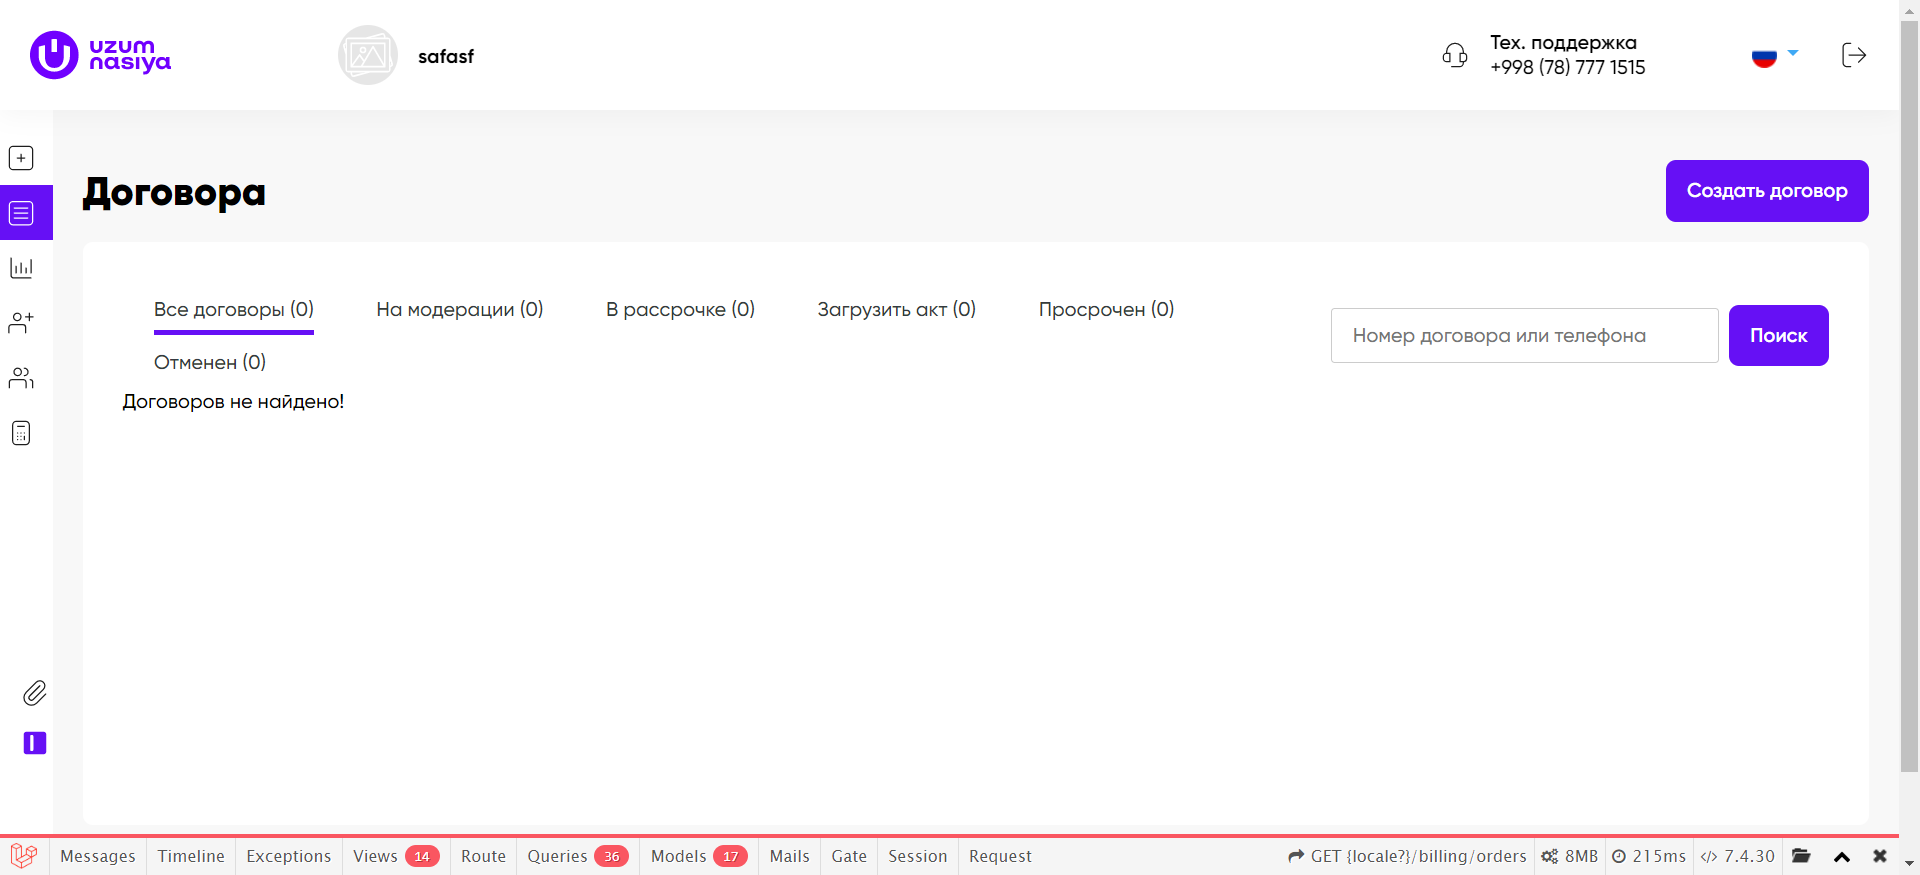 uzum
nasiya
safasf
Тех. поддержка
+998 (78) 777 1515
Договора
Создать договор
Все договоры (0)
На модерации (0)
В рассрочке (0)
Загрузить акт (0)
Просрочен (0)
Отменен (0)
Номер договора или телефона
Поиск
Договоров не найдено!
Messages
Timeline
Exceptions
Views 14
Route
Queries 36
Models 17
Mails
Gate
Session
Request
GET {locale?}/billing/orders
8MB
215ms
7.4.30